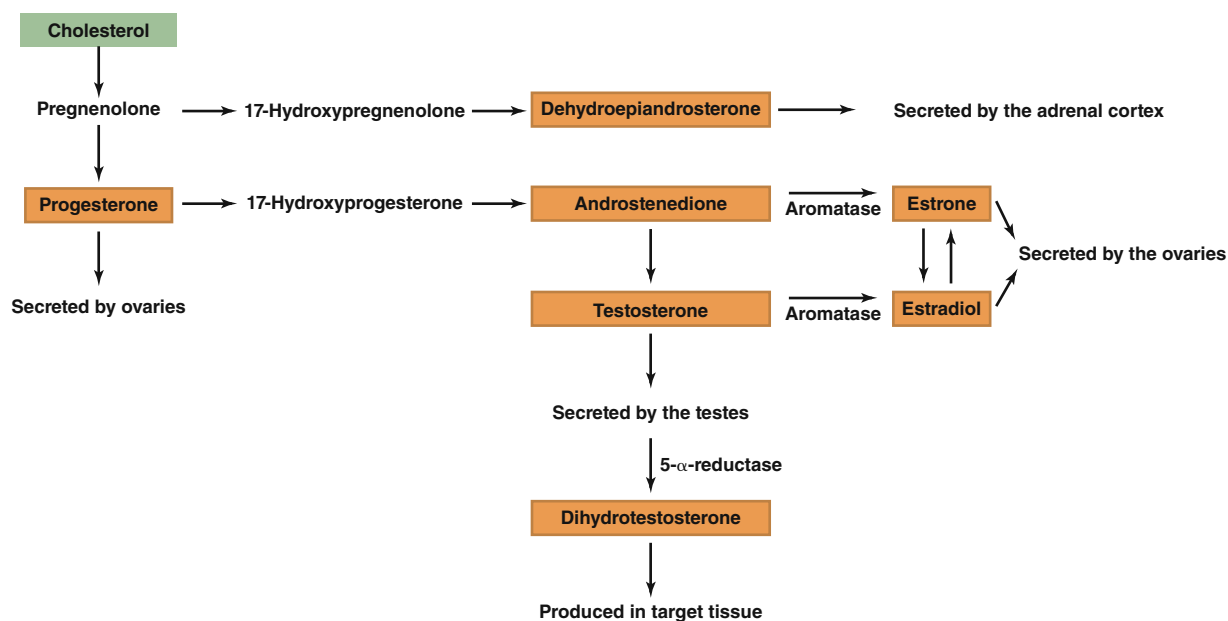 Cholesterol
Pregnenolone
17-Hydroxypregnenolone
Dehydroepiandrosterone
Secreted by the adrenal cortex
Progesterone
17-Hydroxyprogesterone
Androstenedione
Aromatase
Estrone
Secreted by the ovaries
Secreted by ovaries
Testosterone
Aromatase
Estradiol
Secreted by the testes
5-α-reductase
Dihydrotestosterone
Produced in target tissue